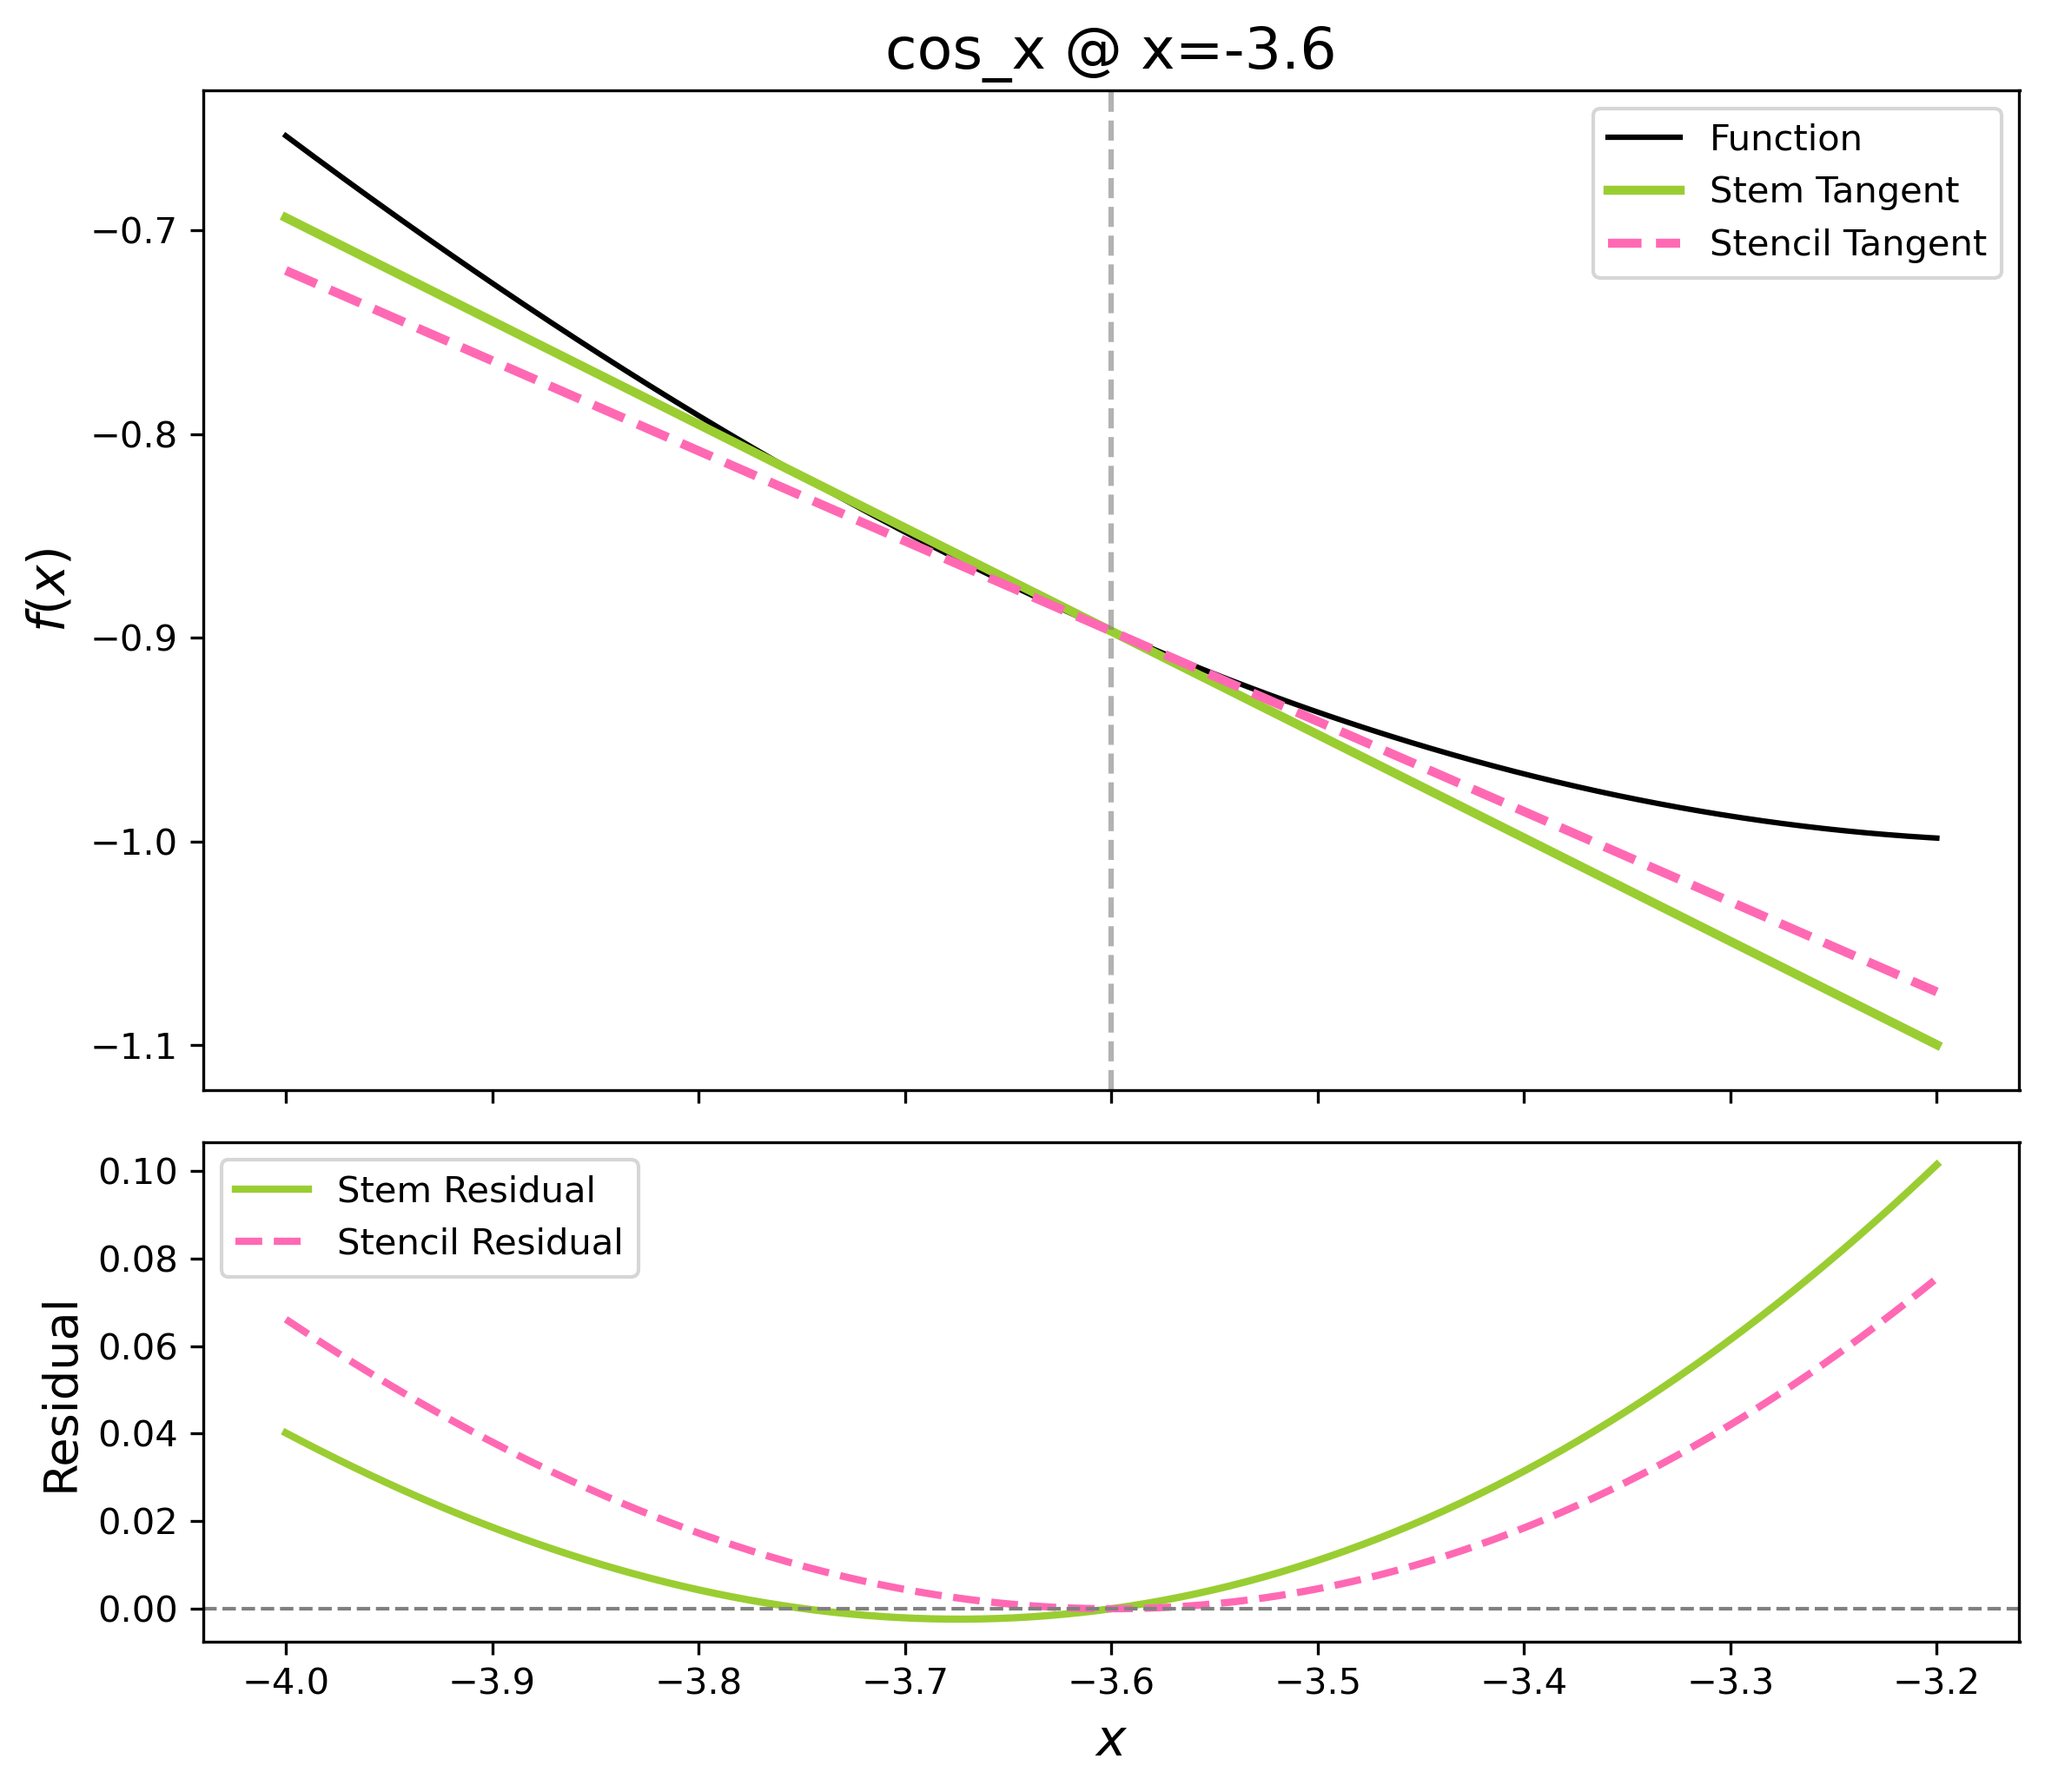 cos_x @ x=-3.6
Function
Stem Tangent
Stencil Tangent
f(x)
−0.7
−0.8
−0.9
−1.0
−1.1
Stem Residual
Stencil Residual
Residual
0.10
0.08
0.06
0.04
0.02
0.00
−4.0 −3.9 −3.8 −3.7 −3.6 −3.5 −3.4 −3.3 −3.2
x